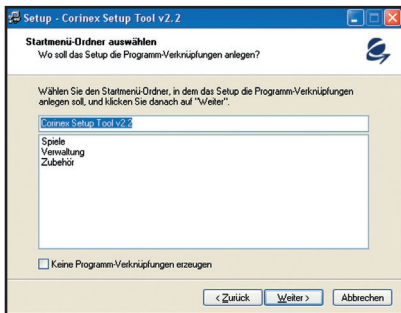 Setup - Corinex Setup Tool v2.2
Startmenü-Ordner auswählen
Wo soll das Setup die Programm-Verknüpfungen anlegen?
Wählen Sie den Startmenü-Ordner, in dem das Setup die Programm-Verknüpfungen
anlegen soll, und klicken Sie danach auf "Weiter".
Corinex Setup Tool v2.2
Spiele
Verwaltung
Zubehör
Keine Programm-Verknüpfungen erzeugen
< Zurück Weiter > Abbrechen